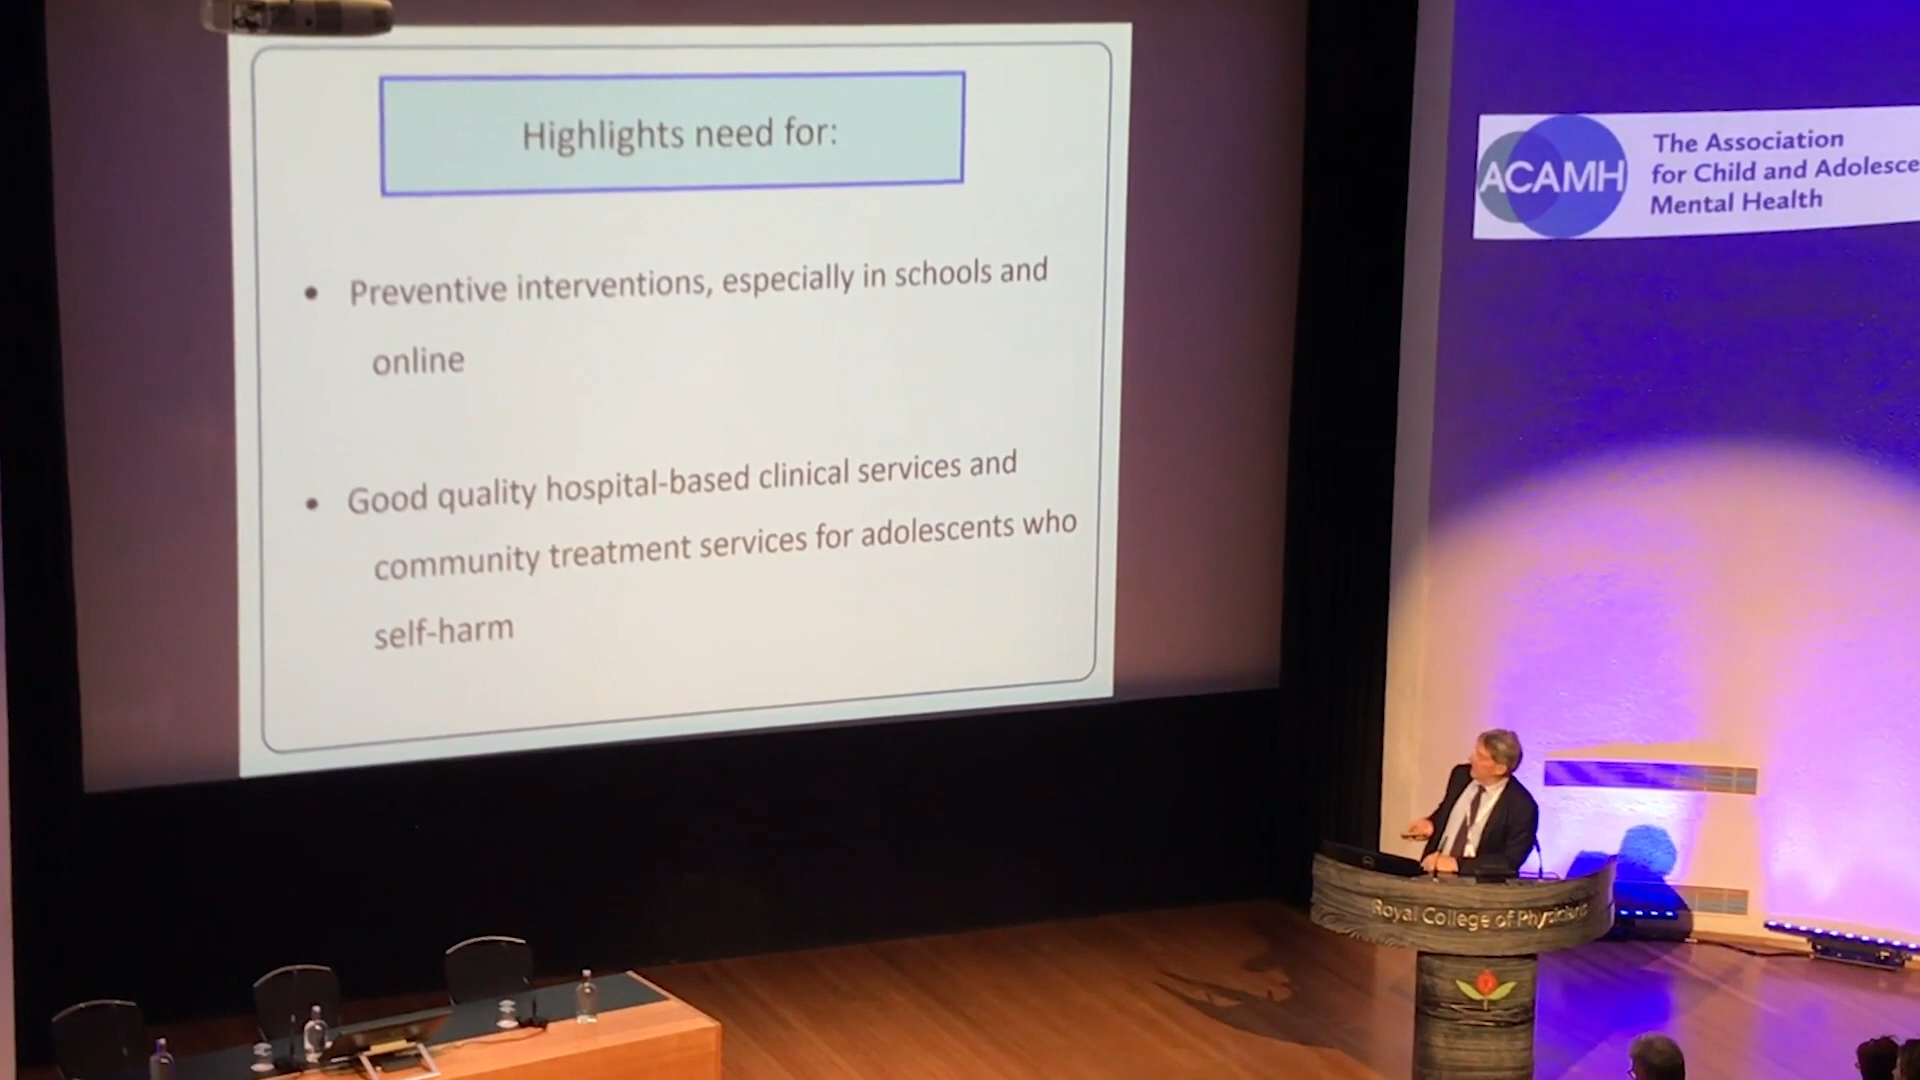 Highlights need for:
• Preventive interventions, especially in schools and
online
• Good quality hospital-based clinical services and
community treatment services for adolescents who
self-harm
ACAMH
The Association
for Child and Adolesce
Mental Health
Royal College of Physicians